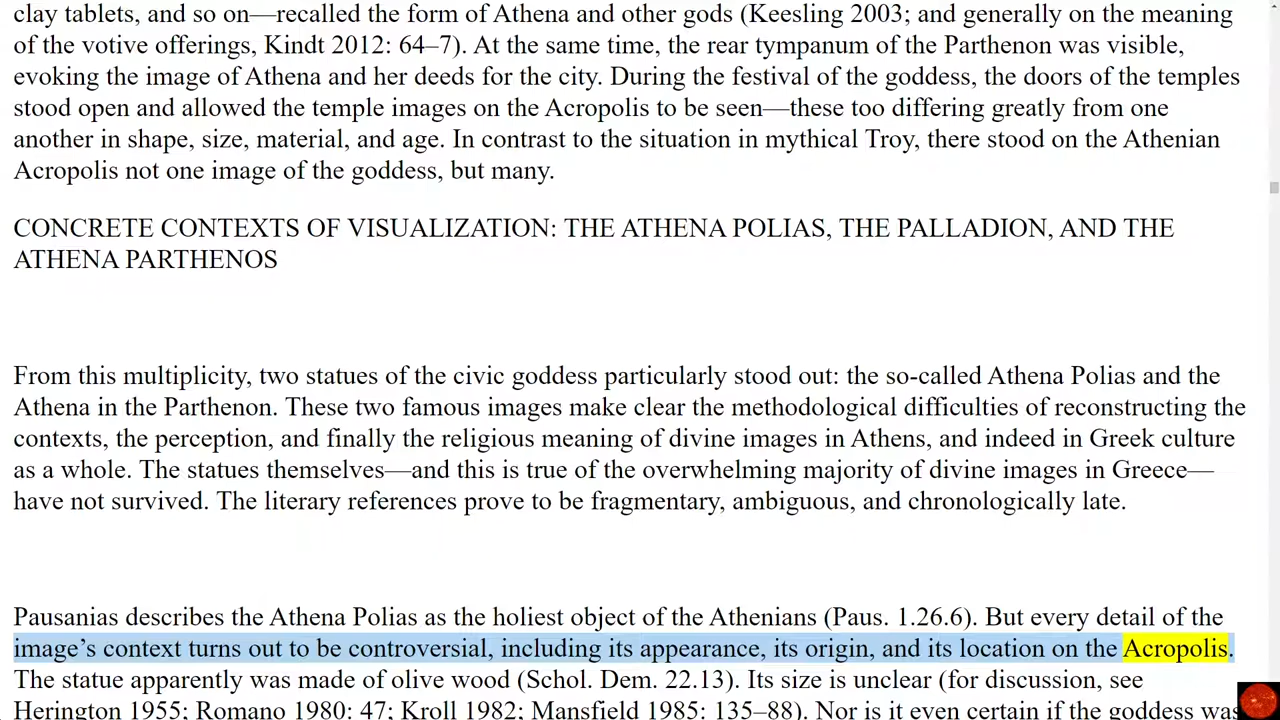 clay tablets, and so on—recalled the form of Athena and other gods (Keesling 2003; and generally on the meaning
of the votive offerings, Kindt 2012: 64–7). At the same time, the rear tympanum of the Parthenon was visible,
evoking the image of Athena and her deeds for the city. During the festival of the goddess, the doors of the temples
stood open and allowed the temple images on the Acropolis to be seen—these too differing greatly from one
another in shape, size, material, and age. In contrast to the situation in mythical Troy, there stood on the Athenian
Acropolis not one image of the goddess, but many.
CONCRETE CONTEXTS OF VISUALIZATION: THE ATHENA POLIAS, THE PALLADION, AND THE
ATHENA PARTHENOS
From this multiplicity, two statues of the civic goddess particularly stood out: the so-called Athena Polias and the
Athena in the Parthenon. These two famous images make clear the methodological difficulties of reconstructing the
contexts, the perception, and finally the religious meaning of divine images in Athens, and indeed in Greek culture
as a whole. The statues themselves—and this is true of the overwhelming majority of divine images in Greece—
have not survived. The literary references prove to be fragmentary, ambiguous, and chronologically late.
Pausanias describes the Athena Polias as the holiest object of the Athenians (Paus. 1.26.6). But every detail of the
image’s context turns out to be controversial, including its appearance, its origin, and its location on the Acropolis.
The statue apparently was made of olive wood (Schol. Dem. 22.13). Its size is unclear (for discussion, see
Herington 1955; Romano 1980: 47; Kroll 1982; Mansfield 1985: 135–88). Nor is it even certain if the goddess was